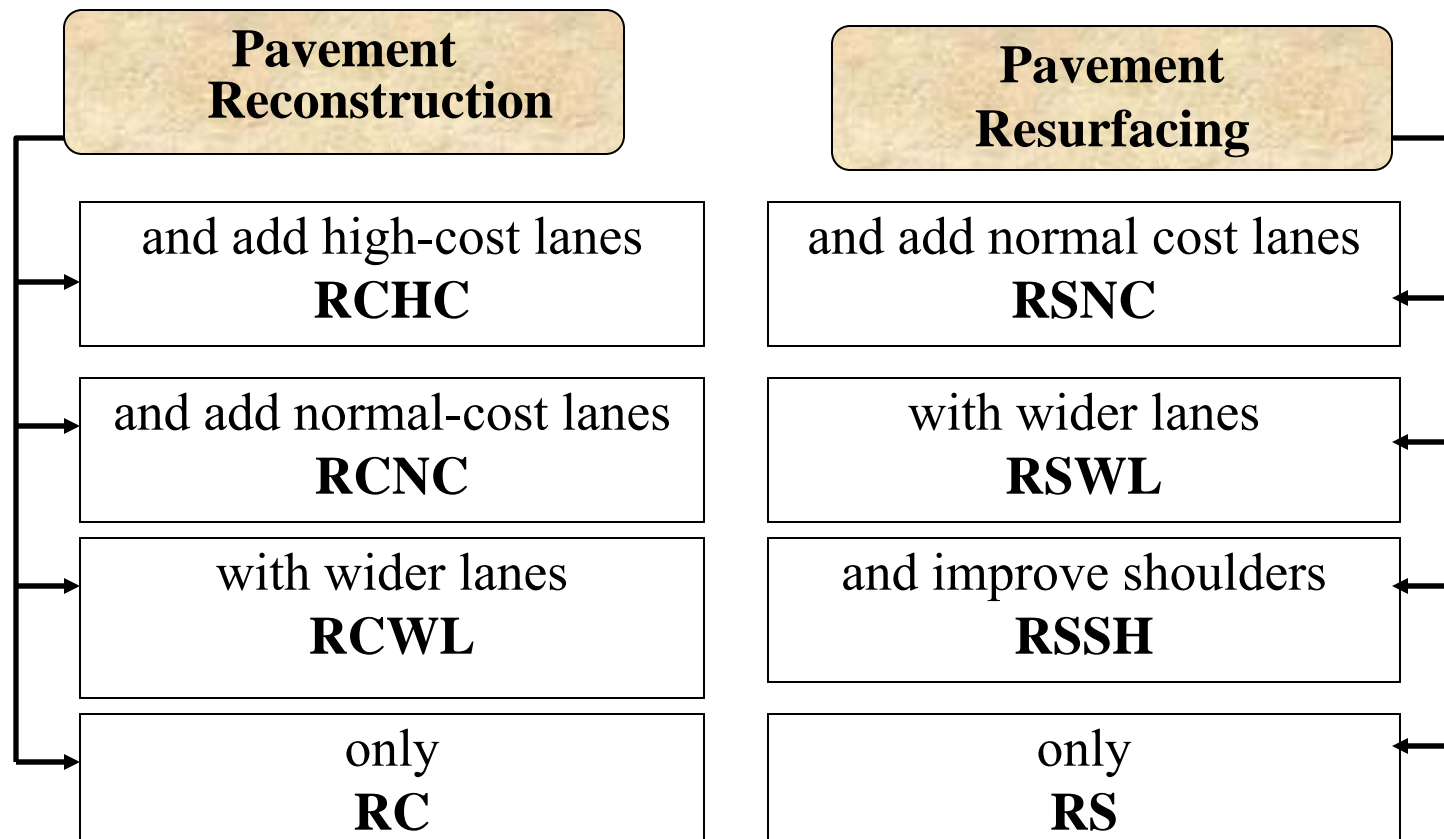 Pavement
Reconstruction
and add high-cost lanes
RCHC
and add normal-cost lanes
RCNC
with wider lanes
RCWL
only
RC
Pavement
Resurfacing
and add normal cost lanes
RSNC
with wider lanes
RSWL
and improve shoulders
RSSH
only
RS